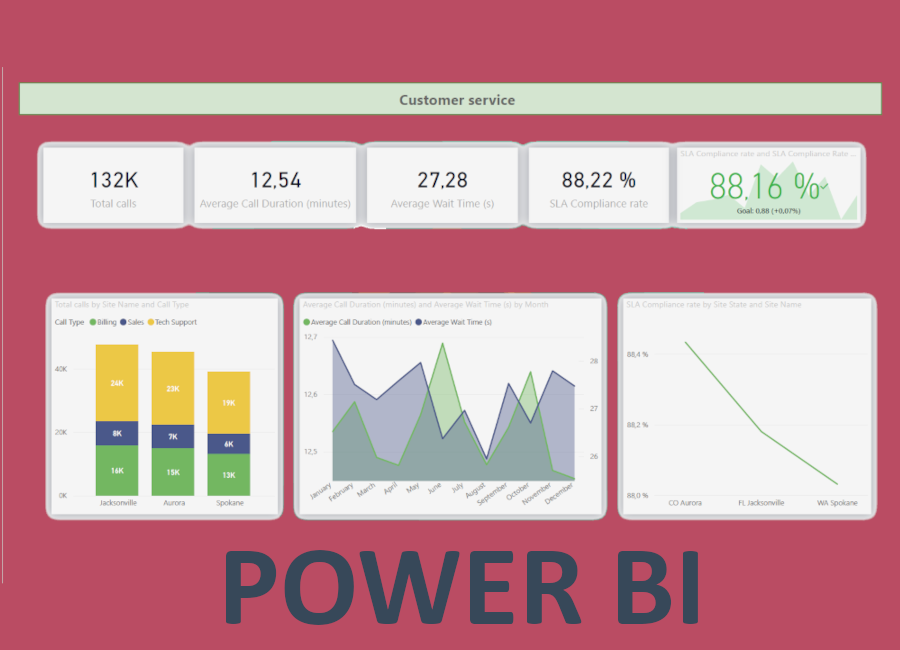 Customer service
132K
Total calls
12,54
Average Call Duration (minutes)
27,28
Average Wait Time (s)
88,22 %
SLA Compliance rate
SLA Compliance rate and SLA Compliance Rate ...
88,16 %
Goal: 0,88 (+0,07%)
Total calls by Site Name and Call Type
Call Type Billing Sales Tech Support
40K
20K
0K
24K
8K
16K
23K
7K
15K
19K
6K
13K
Jacksonville Aurora Spokane
Average Call Duration (minutes) and Average Wait Time (s) by Month
Average Call Duration (minutes) Average Wait Time (s)
12,7
12,6
12,5
28
27
26
January February March April May June July August September October November December
SLA Compliance rate by Site State and Site Name
88,4 %
88,2 %
88,0 %
CO Aurora FL Jacksonville WA Spokane
POWER BI